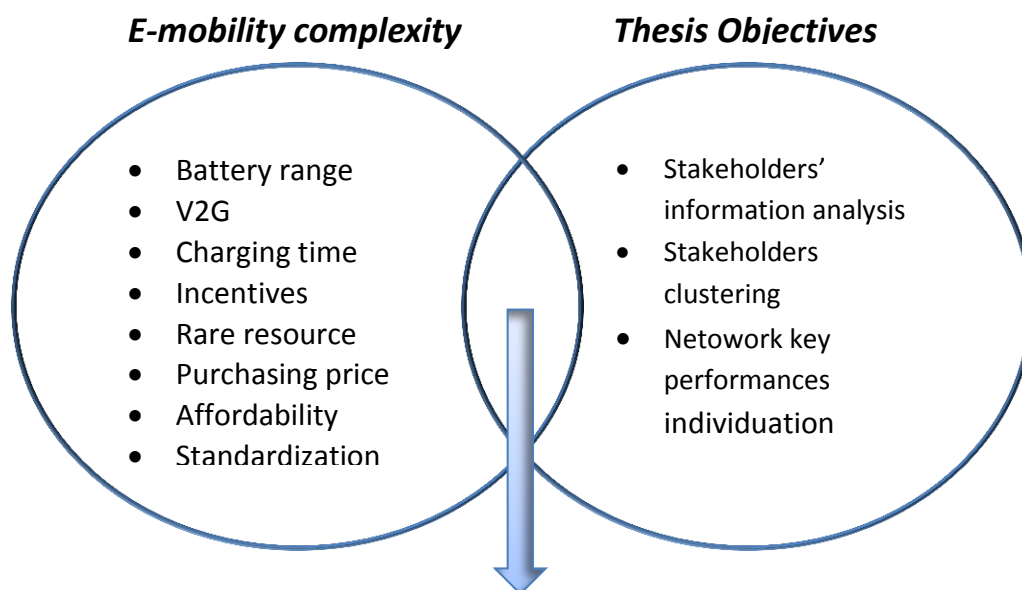 E-mobility complexity
Thesis Objectives
• Battery range
• V2G
• Charging time
• Incentives
• Rare resource
• Purchasing price
• Affordability
• Standardization
• Stakeholders’
information analysis
• Stakeholders
clustering
• Netowork key
performances
individuation